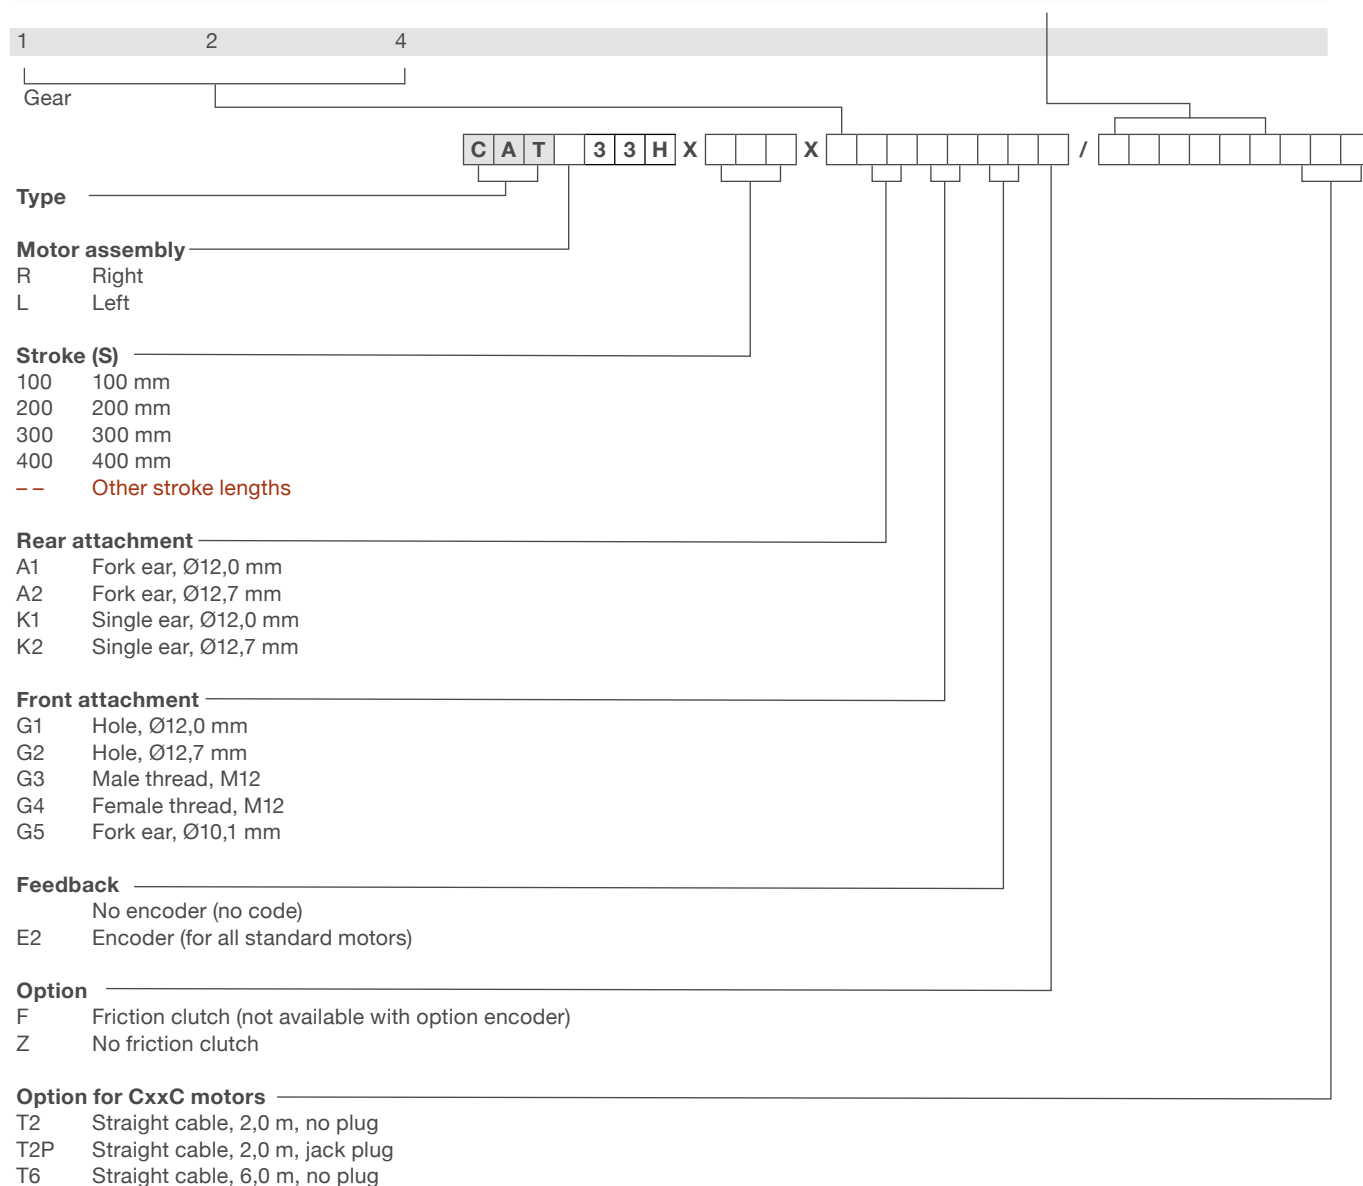 1 2 4
Gear
C A T 3 3 H X X /
Type
Motor assembly
R Right
L Left
Stroke (S)
100 100 mm
200 200 mm
300 300 mm
400 400 mm
– – Other stroke lengths
Rear attachment
A1 Fork ear, Ø12,0 mm
A2 Fork ear, Ø12,7 mm
K1 Single ear, Ø12,0 mm
K2 Single ear, Ø12,7 mm
Front attachment
G1 Hole, Ø12,0 mm
G2 Hole, Ø12,7 mm
G3 Male thread, M12
G4 Female thread, M12
G5 Fork ear, Ø10,1 mm
Feedback
No encoder (no code)
E2 Encoder (for all standard motors)
Option
F Friction clutch (not available with option encoder)
Z No friction clutch
Option for CxxC motors
T2 Straight cable, 2,0 m, no plug
T2P Straight cable, 2,0 m, jack plug
T6 Straight cable, 6,0 m, no plug